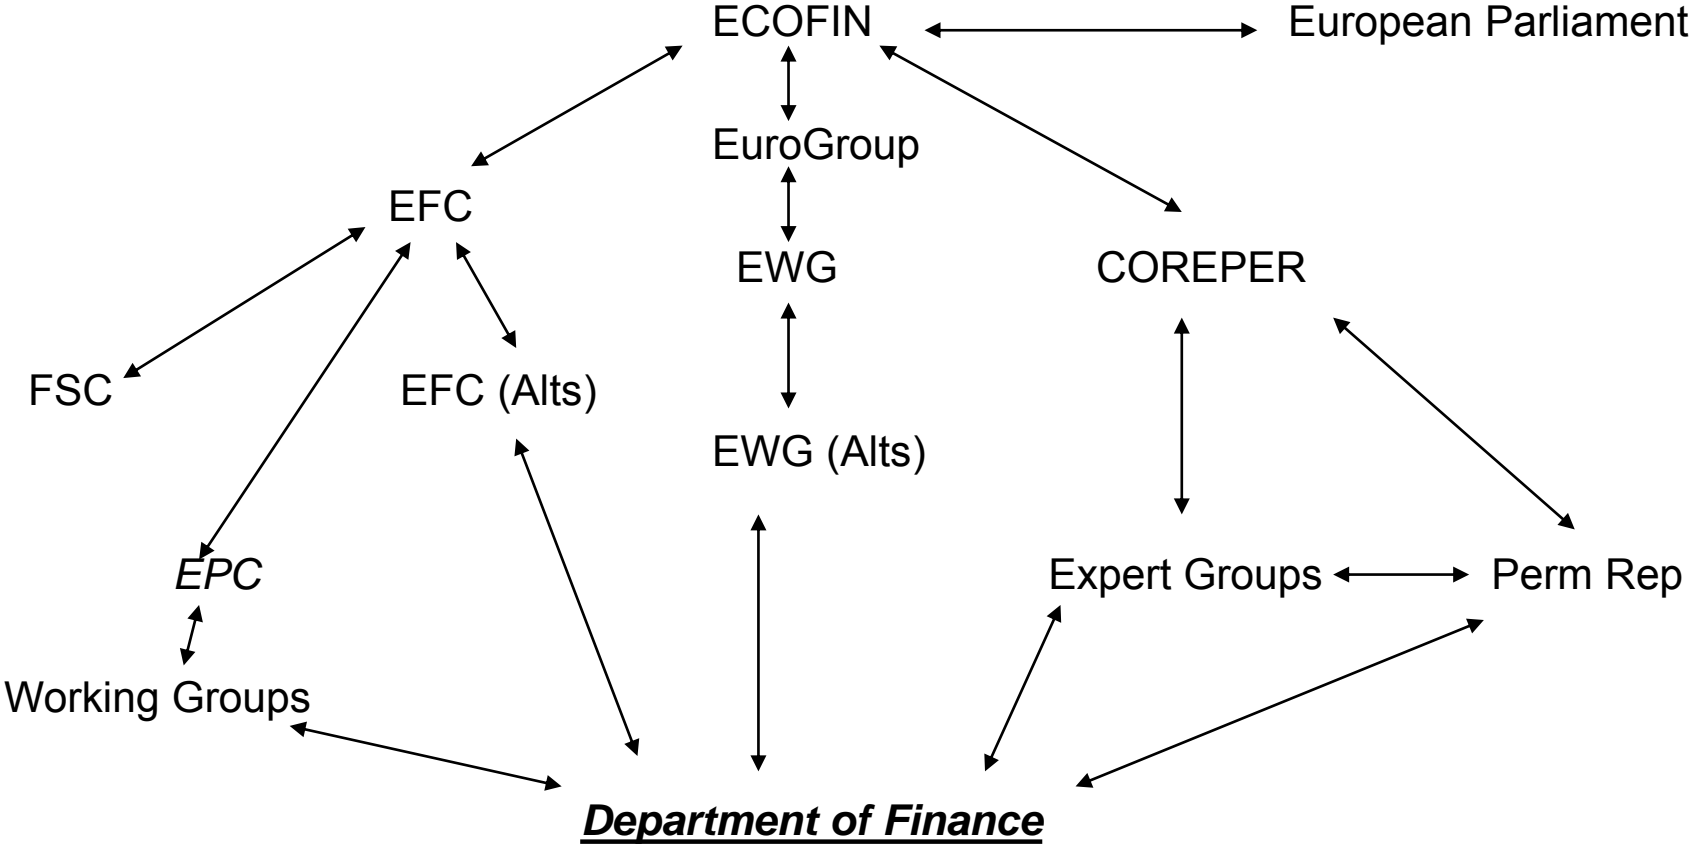 ECOFIN
European Parliament
EuroGroup
EFC
EWG
COREPER
FSC
EFC (Alts)
EWG (Alts)
EPC
Expert Groups
Perm Rep
Working Groups
Department of Finance